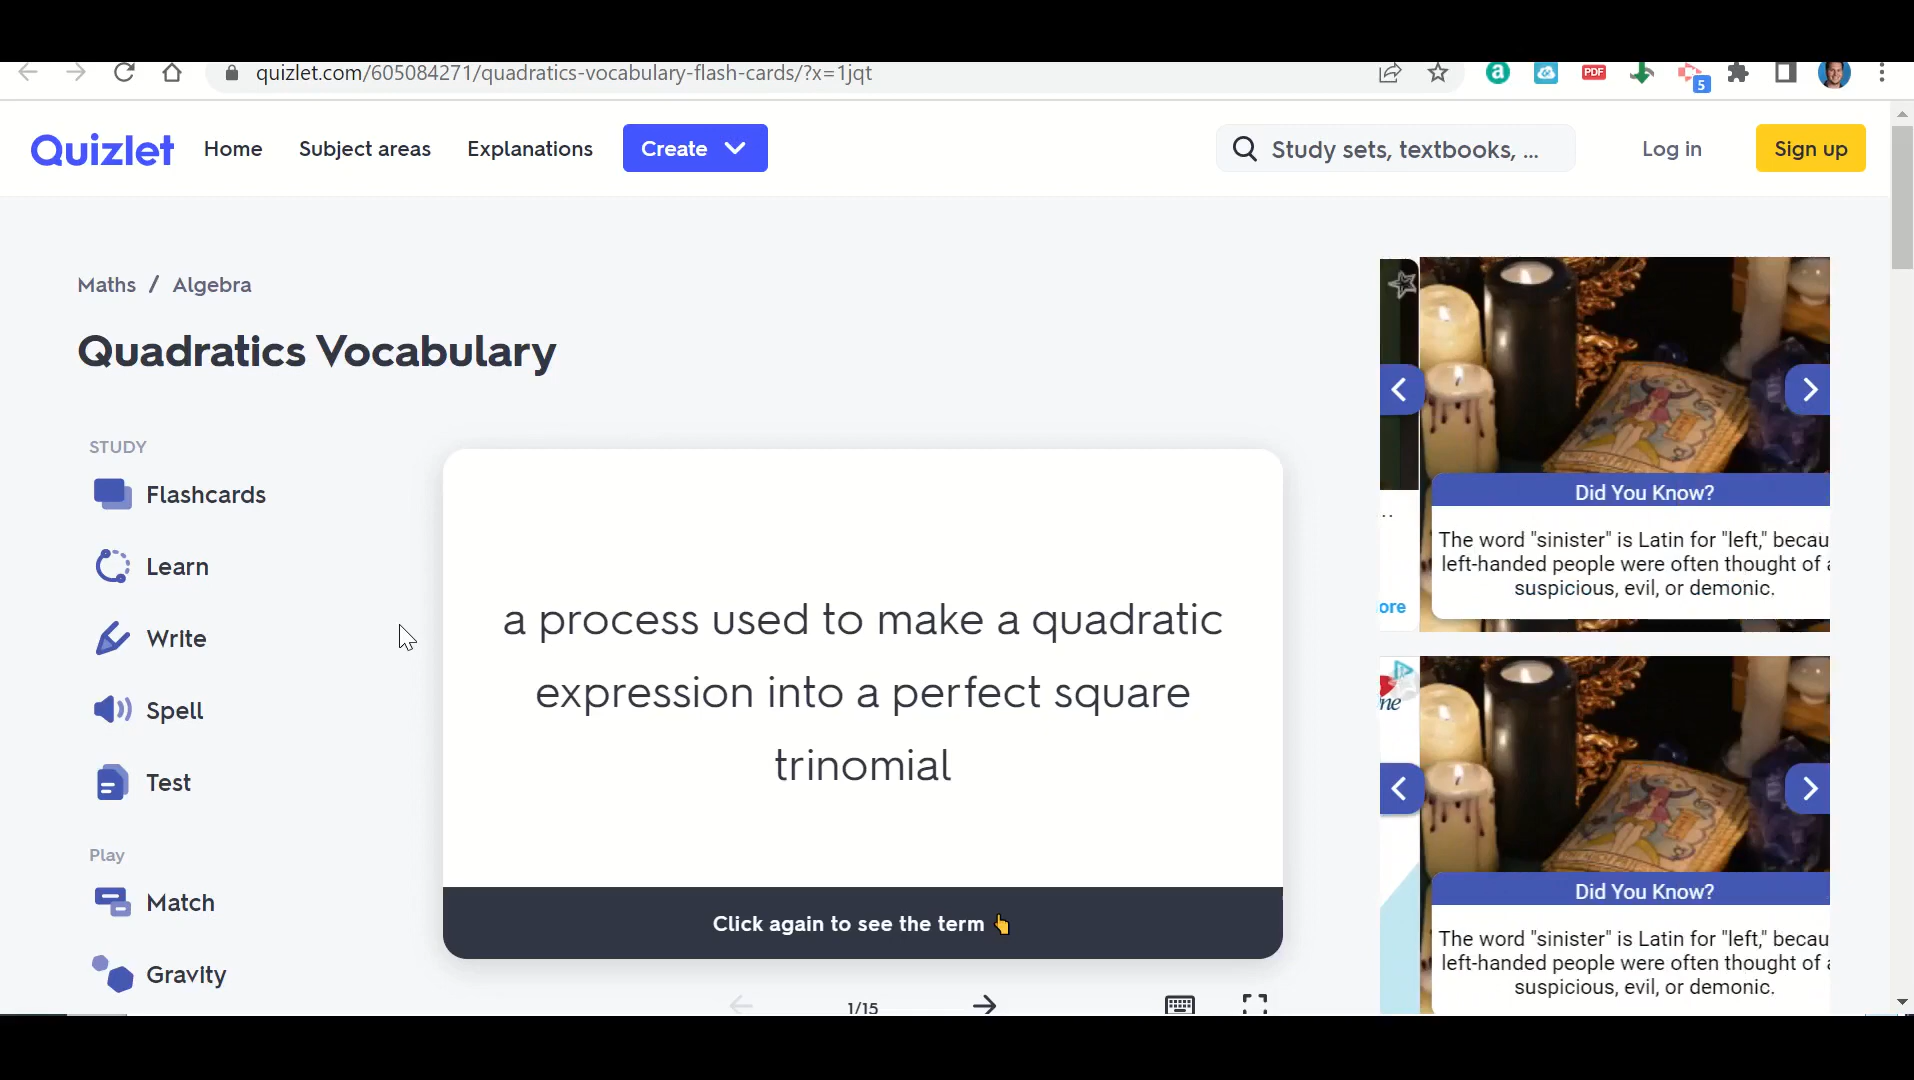 quizlet.com/605084271/quadratics-vocabulary-flash-cards/?x=1jqt
a
PDF
5
Quizlet
Home
Subject areas
Explanations
Create
Study sets, textbooks, ...
Log in
Sign up
Maths / Algebra
Quadratics Vocabulary
STUDY
Flashcards
Learn
Write
Spell
Test
Play
Match
Gravity
a process used to make a quadratic
expression into a perfect square
trinomial
Click again to see the term 👆
1/15
..
ore
Did You Know?
The word "sinister" is Latin for "left," becau
left-handed people were often thought of a
suspicious, evil, or demonic.
ne
Did You Know?
The word "sinister" is Latin for "left," becau
left-handed people were often thought of a
suspicious, evil, or demonic.